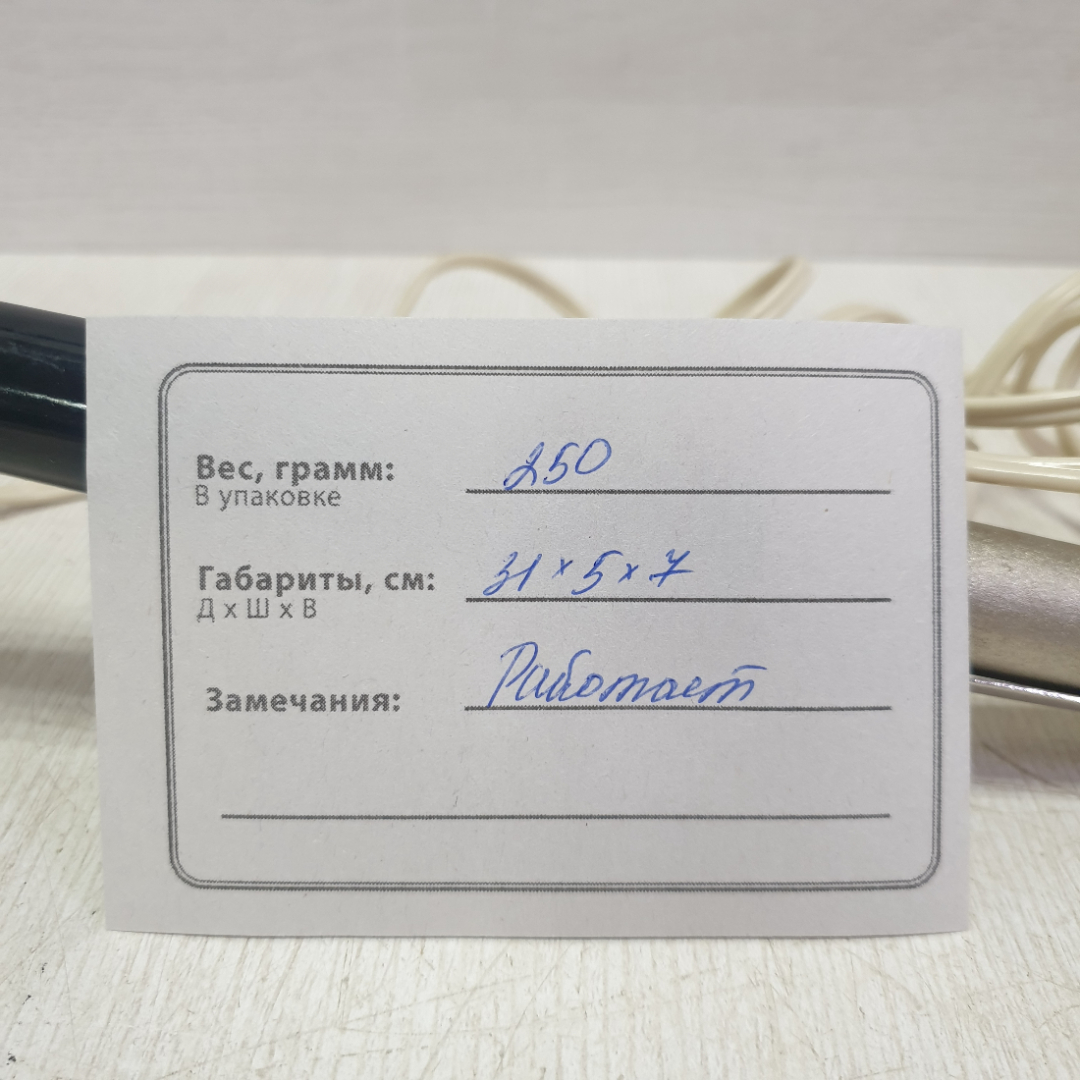 Вес, грамм: 250
В упаковке
Габариты, см: 31 x 5 x 7
Д x Ш x В
Замечания: Работает